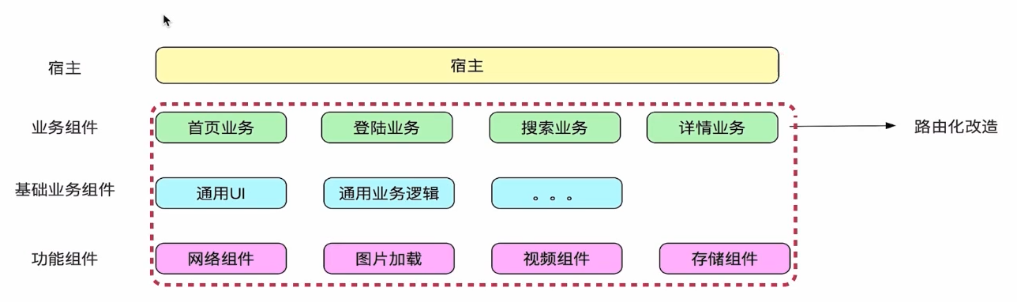 宿主
宿主
业务组件
首页业务
登陆业务
搜索业务
详情业务
路由化改造
基础业务组件
通用UI
通用业务逻辑
。。。
功能组件
网络组件
图片加载
视频组件
存储组件